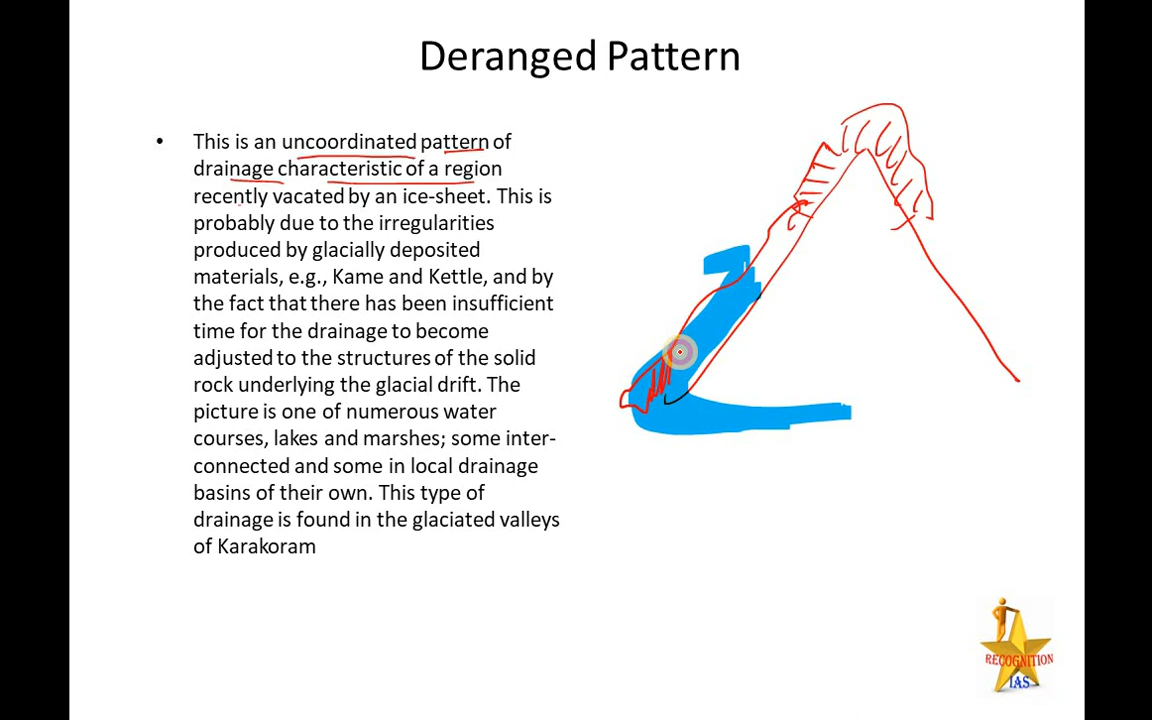 Deranged Pattern
• This is an uncoordinated pattern of
drainage characteristic of a region
recently vacated by an ice-sheet. This is
probably due to the irregularities
produced by glacially deposited
materials, e.g., Kame and Kettle, and by
the fact that there has been insufficient
time for the drainage to become
adjusted to the structures of the solid
rock underlying the glacial drift. The
picture is one of numerous water
courses, lakes and marshes; some inter-
connected and some in local drainage
basins of their own. This type of
drainage is found in the glaciated valleys
of Karakoram
RECOGNITION
IAS